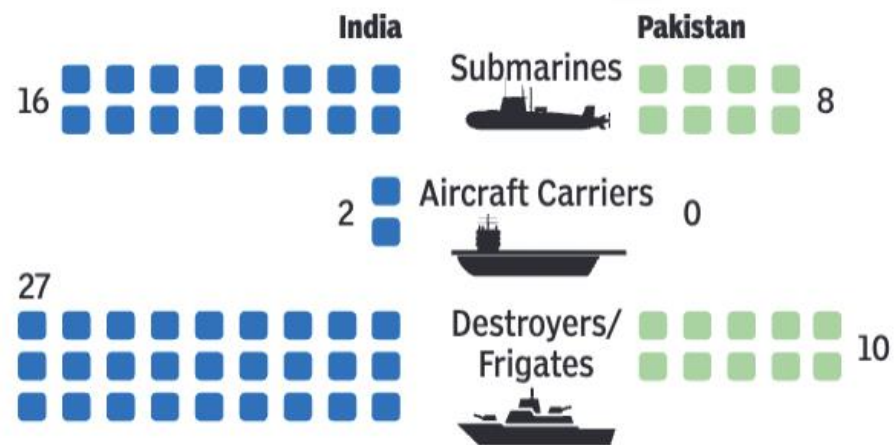 India Pakistan
Submarines
16 8
Aircraft Carriers
2 0
27
Destroyers/
Frigates
10